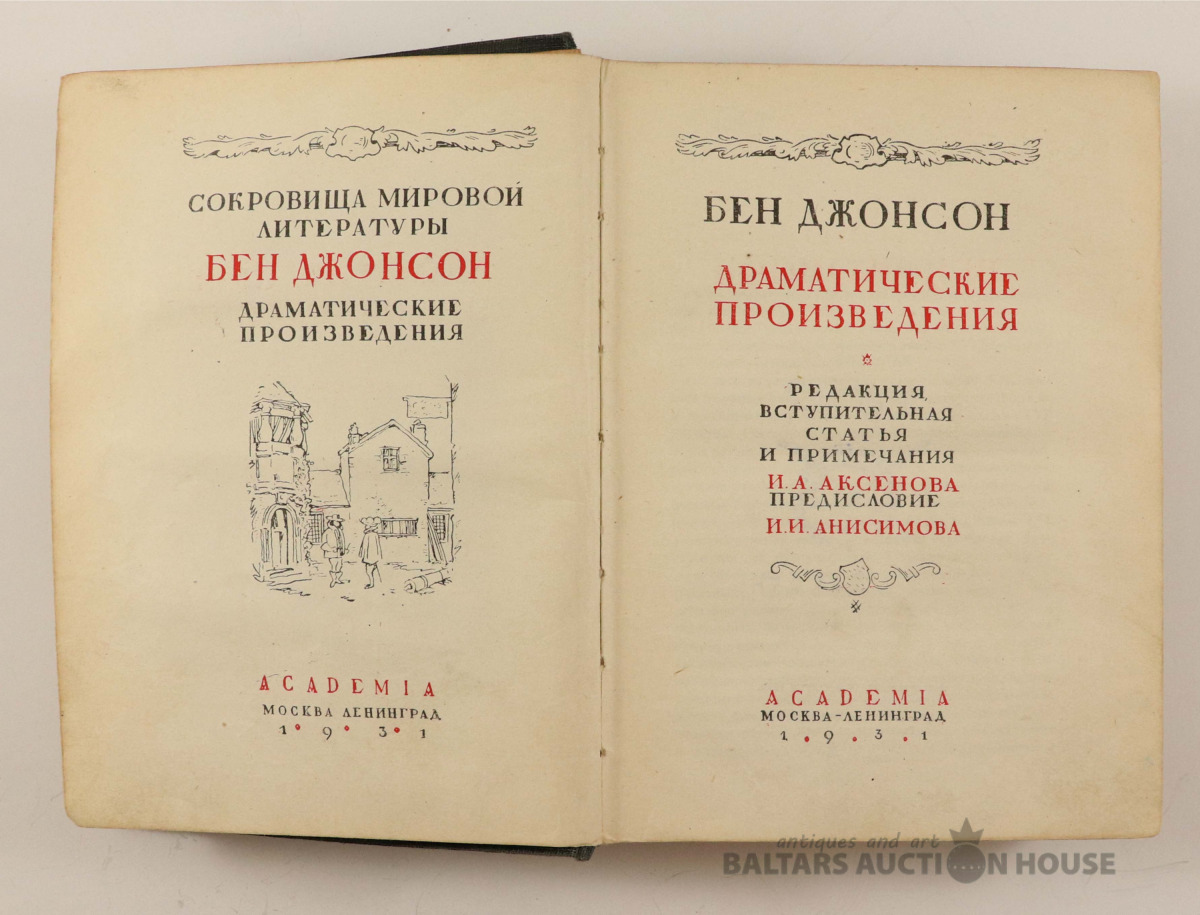 СОКРОВИЩА МИРОВОЙ
ЛИТЕРАТУРЫ
БЕН ДЖОНСОН
ДРАМАТИЧЕСКИЕ
ПРОИЗВЕДЕНИЯ
ACADEMIA
МОСКВА ЛЕНИНГРАД
1•9•3•1
БЕН ДЖОНСОН
ДРАМАТИЧЕСКИЕ
ПРОИЗВЕДЕНИЯ
РЕДАКЦИЯ,
ВСТУПИТЕЛЬНАЯ
СТАТЬЯ
И ПРИМЕЧАНИЯ
И. А. АКСЕНОВА
ПРЕДИСЛОВИЕ
И. И. АНИСИМОВА
ACADEMIA
МОСКВА-ЛЕНИНГРАД
1•9•3•1
antiques and art
BALTARS AUCTION HOUSE